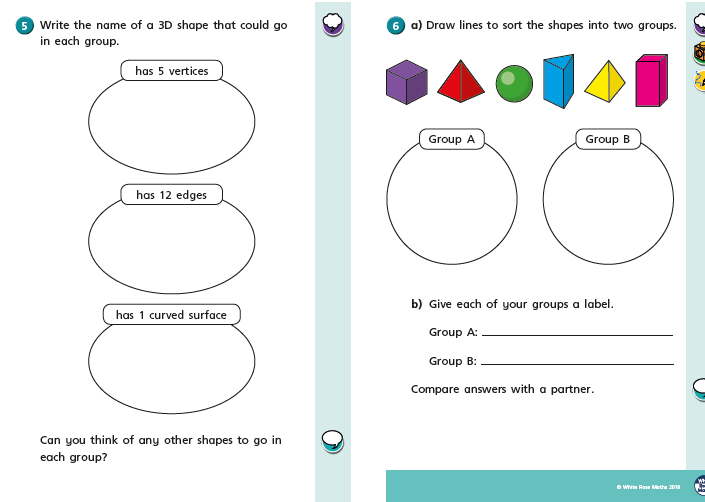 5 Write the name of a 3D shape that could go
in each group.
has 5 vertices
has 12 edges
has 1 curved surface
Can you think of any other shapes to go in
each group?
6 a) Draw lines to sort the shapes into two groups.
Group A
Group B
b) Give each of your groups a label.
Group A:
Group B:
Compare answers with a partner.
© White Rose Maths 2019